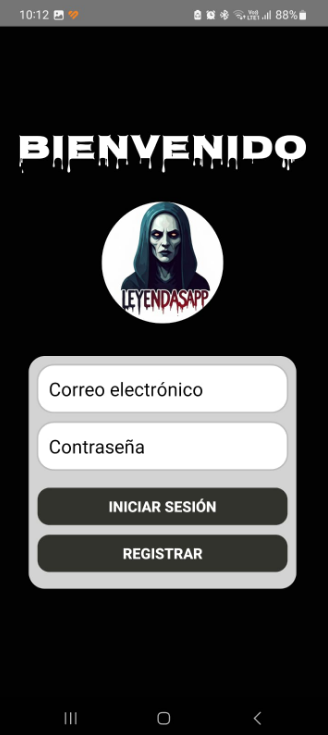 10:12
88%
BIENVENIDO
LEYENDASAPP
Correo electrónico
Contraseña
INICIAR SESIÓN
REGISTRAR